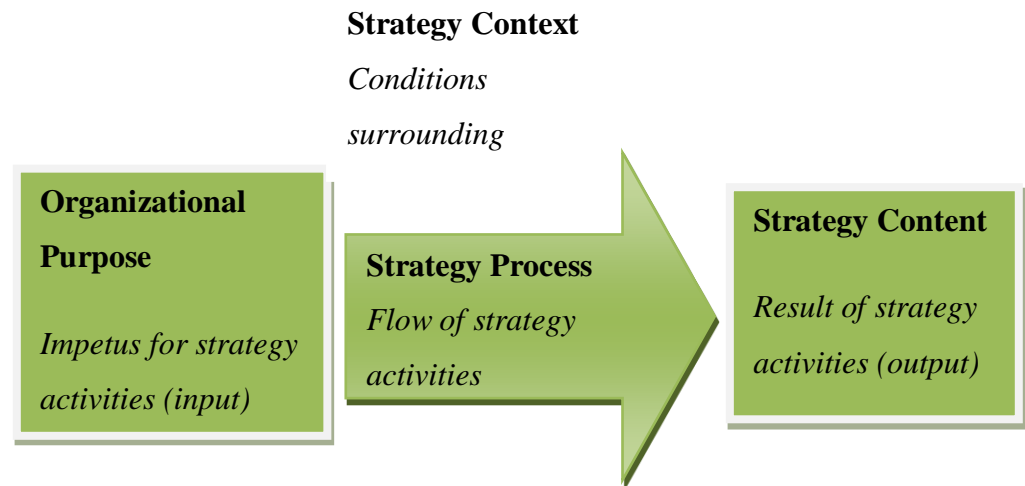 Strategy Context
Conditions
surrounding
Organizational
Purpose
Impetus for strategy
activities (input)
Strategy Process
Flow of strategy
activities
Strategy Content
Result of strategy
activities (output)